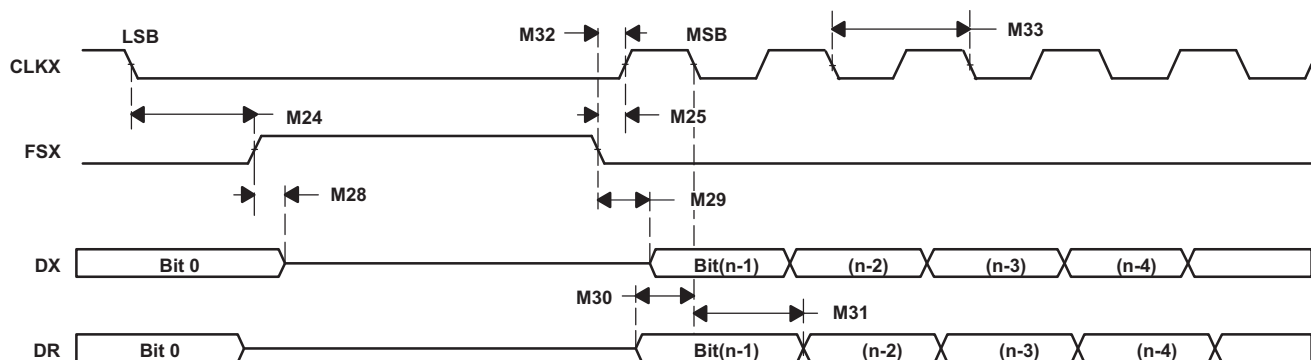 LSB
M32
MSB
M33
CLKX
M24
M25
FSX
M28
M29
DX
Bit 0
Bit(n-1)
(n-2)
(n-3)
(n-4)
M30
M31
DR
Bit 0
Bit(n-1)
(n-2)
(n-3)
(n-4)